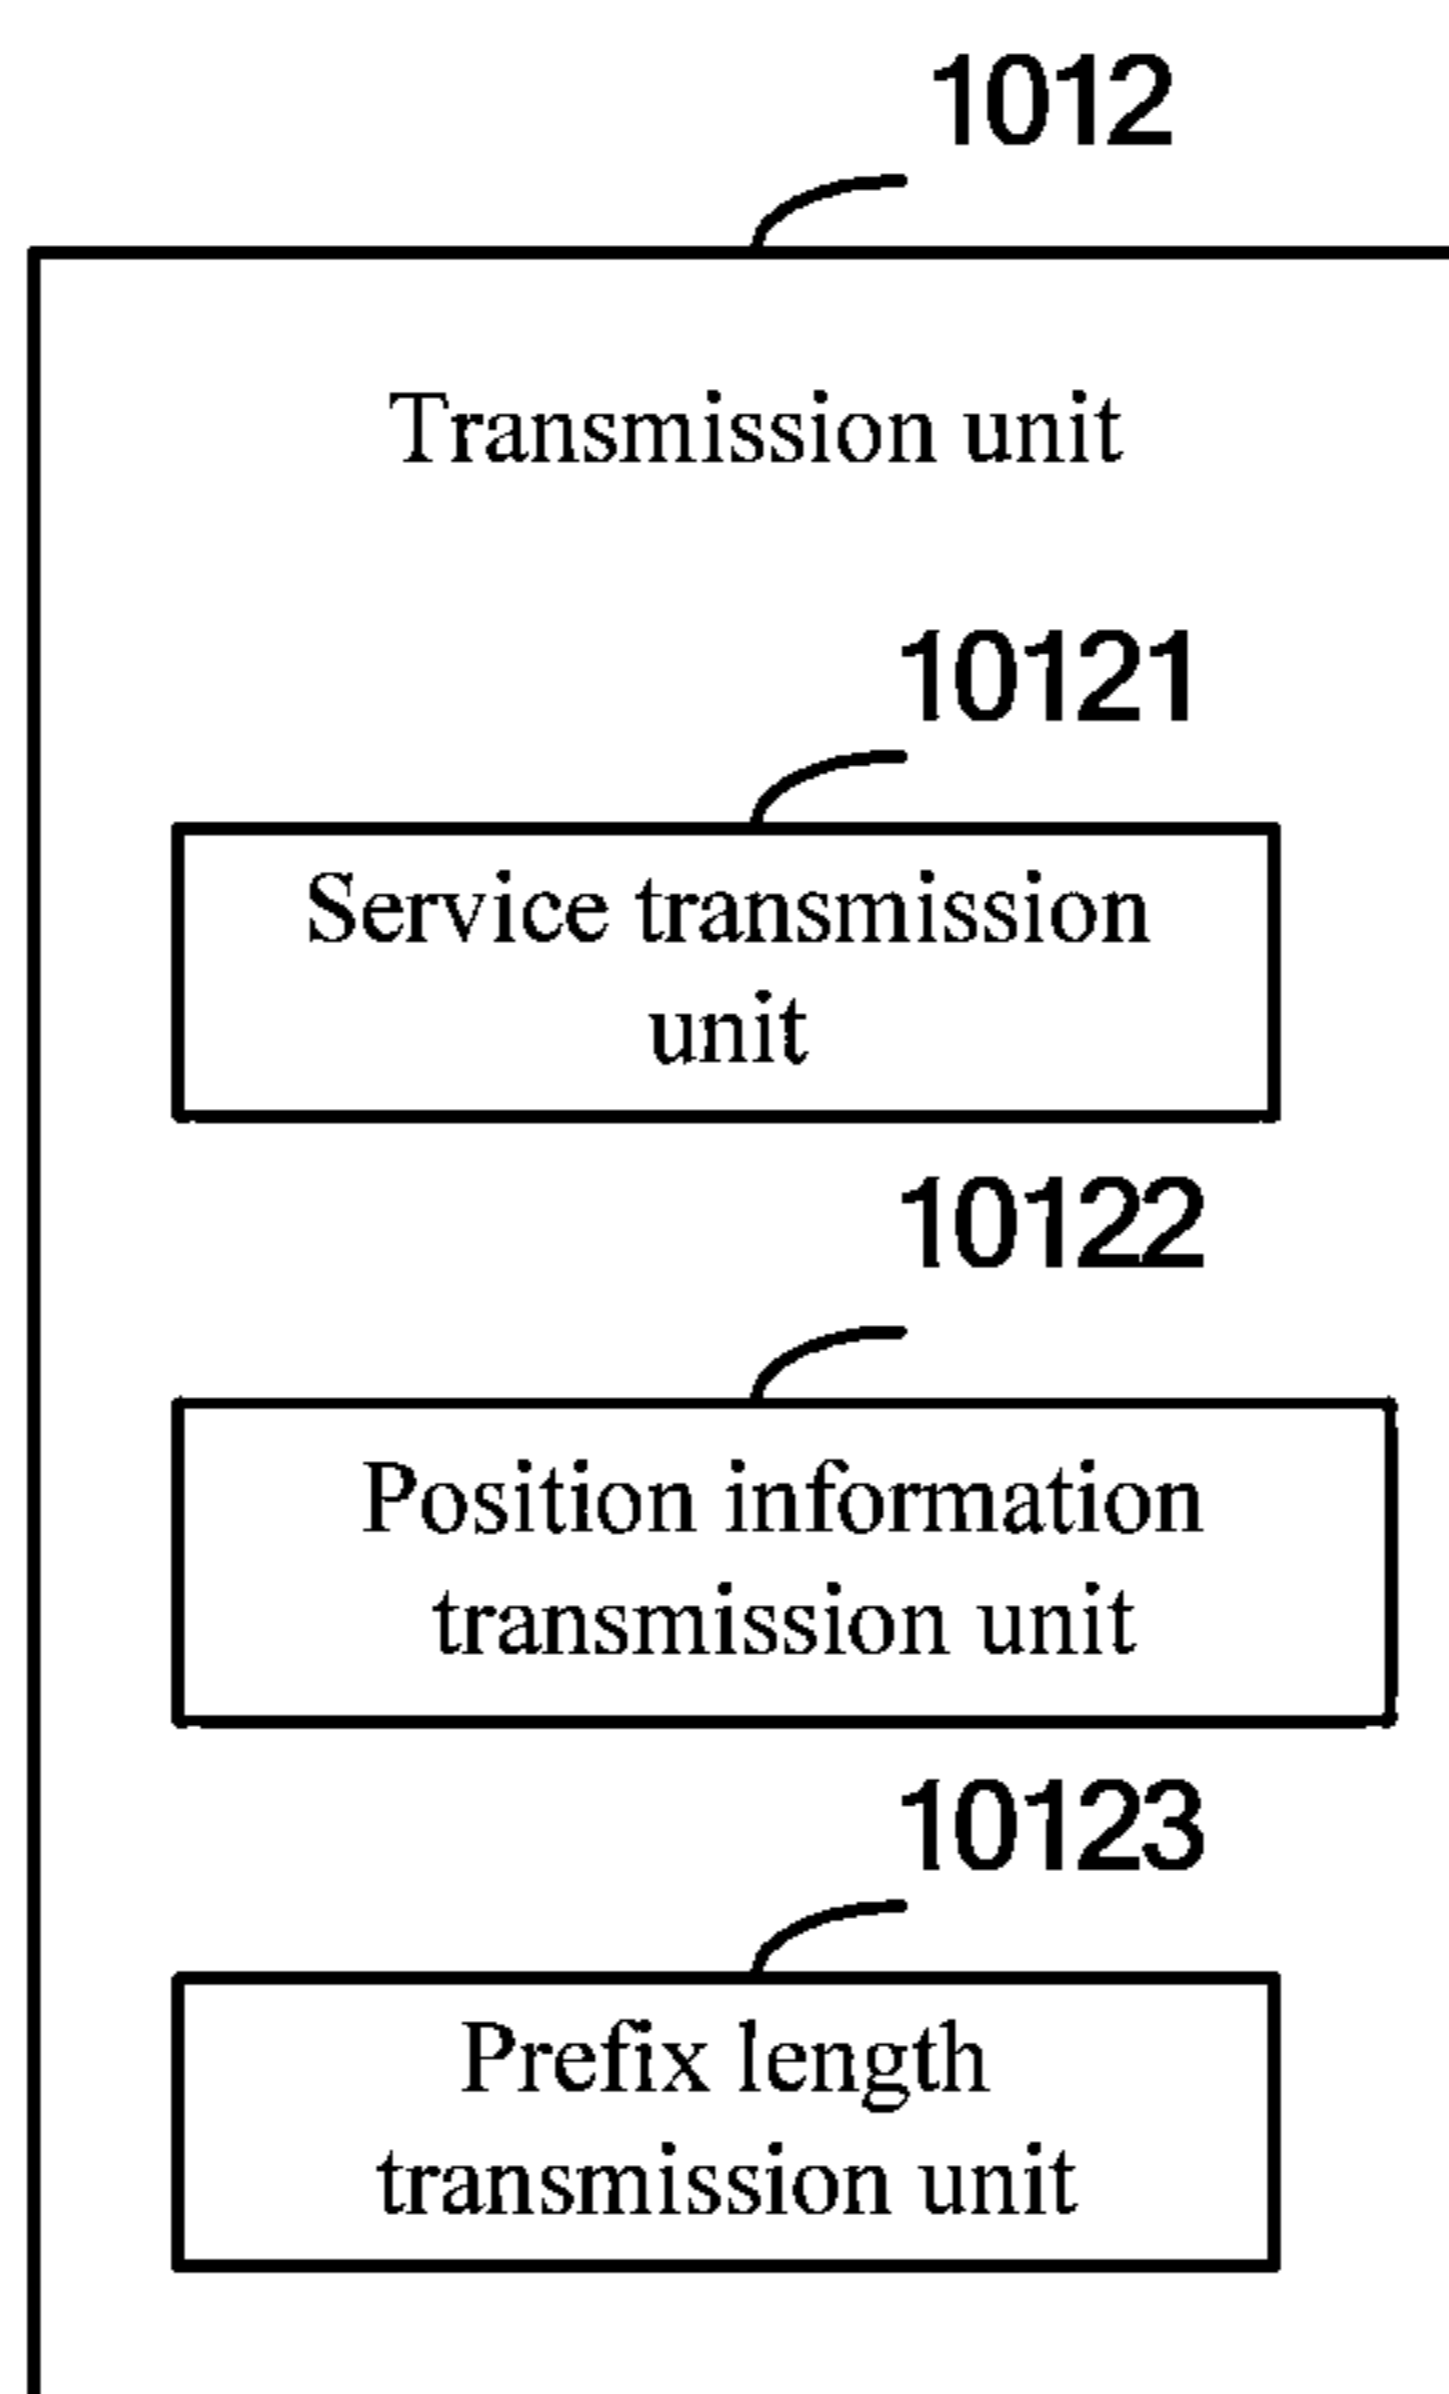 1012
Transmission unit
10121
Service transmission
unit
10122
Position information
transmission unit
10123
Prefix length
transmission unit